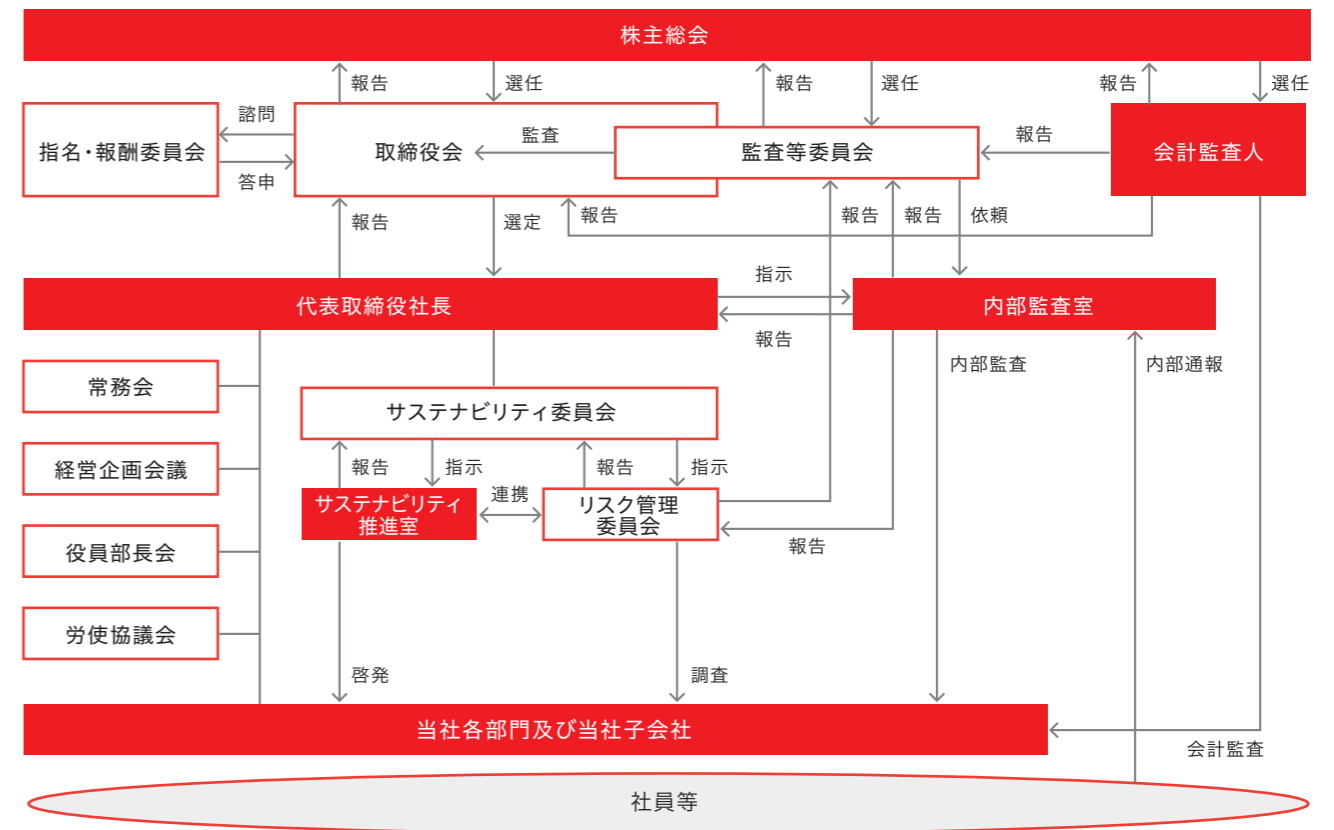 株主総会
報告
選任
報告
選任
報告
選任
指名・報酬委員会
諮問
答申
取締役会
監査
監査等委員会
報告
会計監査人
報告
選定
報告
報告
報告
依頼
代表取締役社長
指示
報告
内部監査室
常務会
サステナビリティ委員会
内部監査
内部通報
経営企画会議
報告
指示
報告
指示
サステナビリティ
推進室
連携
リスク管理
委員会
報告
役員部長会
労使協議会
啓発
調査
当社各部門及び当社子会社
会計監査
社員等